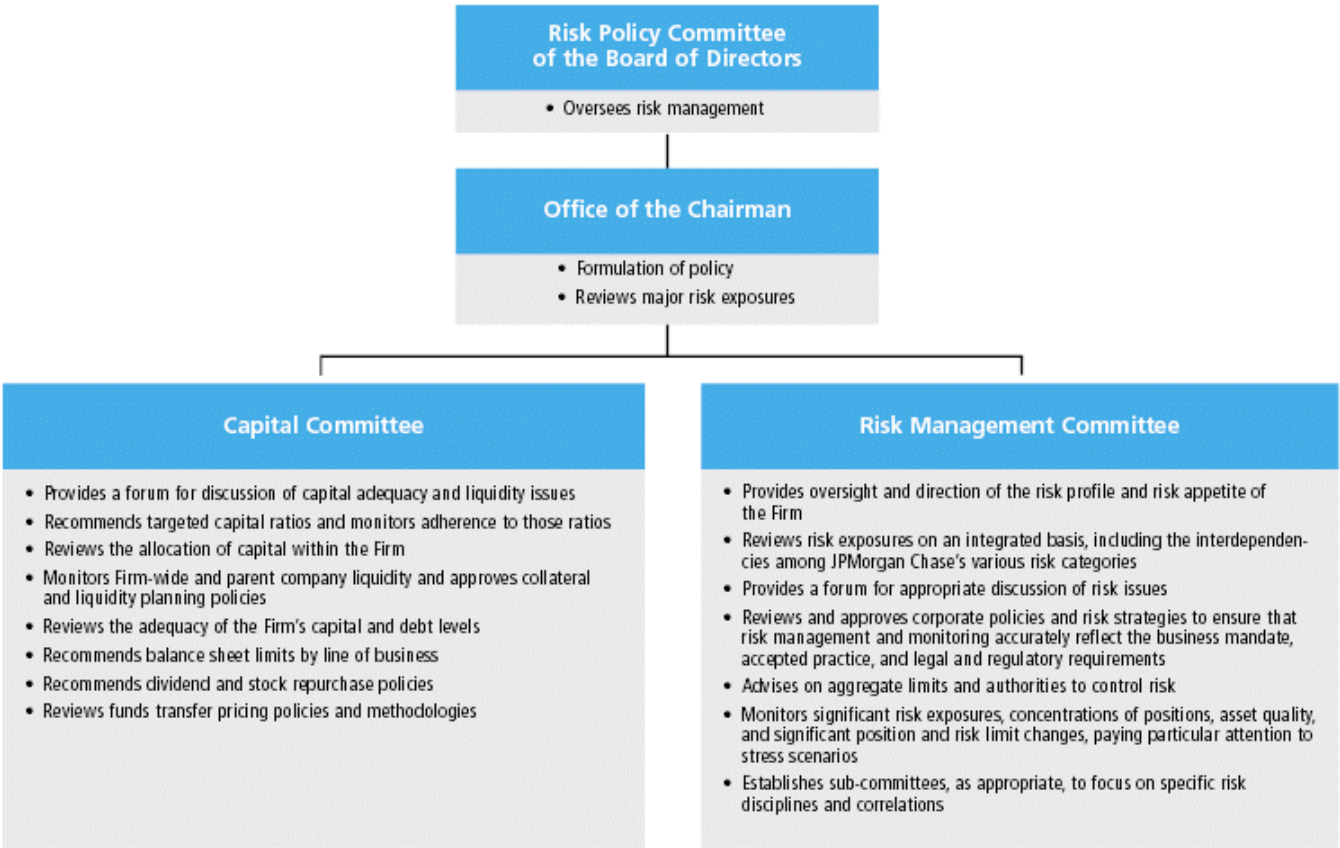 Risk Policy Committee
of the Board of Directors
• Oversees risk management
Office of the Chairman
• Formulation of policy
• Reviews major risk exposures
Capital Committee
• Provides a forum for discussion of capital adequacy and liquidity issues
• Recommends targeted capital ratios and monitors adherence to those ratios
• Reviews the allocation of capital within the Firm
• Monitors Firm-wide and parent company liquidity and approves collateral
and liquidity planning policies
• Reviews the adequacy of the Firm's capital and debt levels
• Recommends balance sheet limits by line of business
• Recommends dividend and stock repurchase policies
• Reviews funds transfer pricing policies and methodologies
Risk Management Committee
• Provides oversight and direction of the risk profile and risk appetite of
the Firm
• Reviews risk exposures on an integrated basis, including the interdependen-
cies among JPMorgan Chase's various risk categories
• Provides a forum for appropriate discussion of risk issues
• Reviews and approves corporate policies and risk strategies to ensure that
risk management and monitoring accurately reflect the business mandate,
accepted practice, and legal and regulatory requirements
• Advises on aggregate limits and authorities to control risk
• Monitors significant risk exposures, concentrations of positions, asset quality,
and significant position and risk limit changes, paying particular attention to
stress scenarios
• Establishes sub-committees, as appropriate, to focus on specific risk
disciplines and correlations